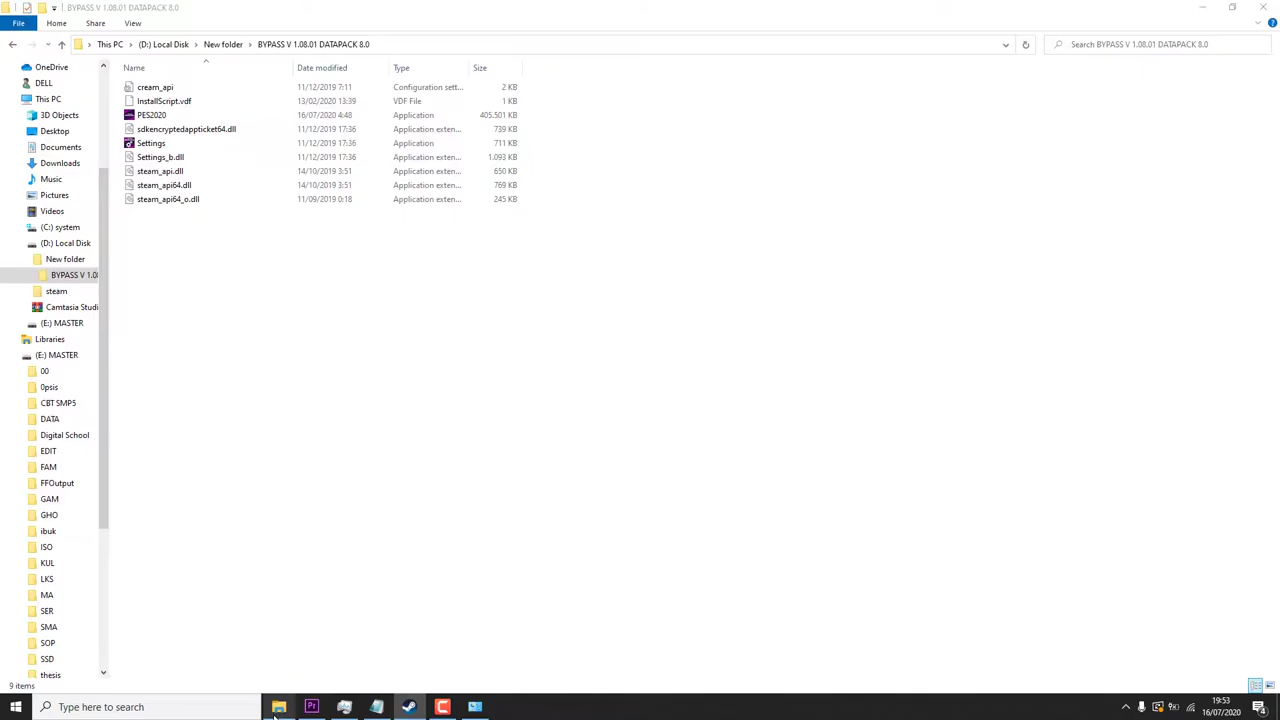 BYPASS V 1.08.01 DATAPACK 8.0
File Home Share View
This PC (D:) Local Disk New folder BYPASS V 1.08.01 DATAPACK 8.0
Search BYPASS V 1.08.01 DATAPACK 8.0
OneDrive
DELL
This PC
3D Objects
Desktop
Documents
Downloads
Music
Pictures
Videos
(C:) system
(D:) Local Disk
New folder
BYPASS V 1.0
steam
Camtasia Studi
(E:) MASTER
Libraries
(E:) MASTER
00
0psis
CBT SMP5
DATA
Digital School
EDIT
FAM
FFOutput
GAM
GHO
ibuk
ISO
KUL
LKS
MA
SER
SMA
SOP
SSD
thesis
Name Date modified Type Size
cream_api 11/12/2019 7:11 Configuration sett... 2 KB
InstallScript.vdf 13/02/2020 13:39 VDF File 1 KB
PES2020 16/07/2020 4:48 Application 405.501 KB
sdkencryptedappticket64.dll 11/12/2019 17:36 Application exten... 739 KB
Settings 11/12/2019 17:36 Application 711 KB
Settings_b.dll 11/12/2019 17:36 Application exten... 1.093 KB
steam_api.dll 14/10/2019 3:51 Application exten... 650 KB
steam_api64.dll 14/10/2019 3:51 Application exten... 769 KB
steam_api64_o.dll 11/09/2019 0:18 Application exten... 245 KB
9 items
Type here to search
Pr
19:53
16/07/2020